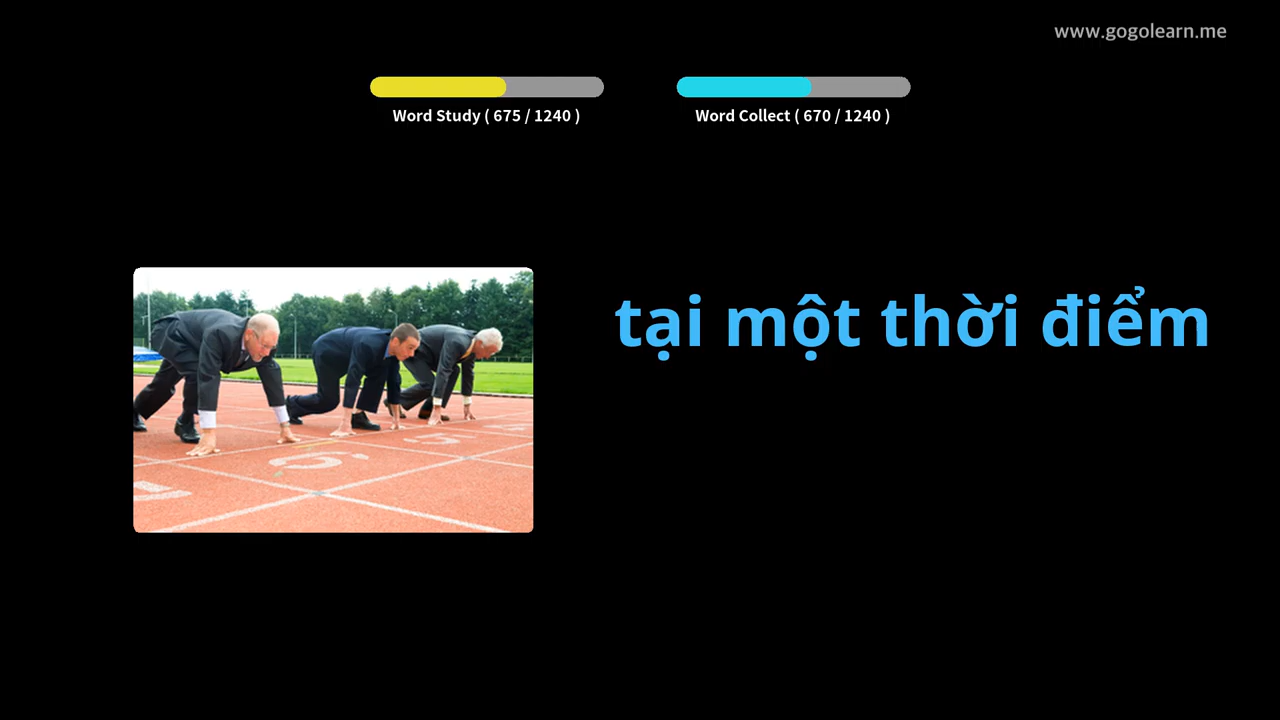 www.gogolearn.me
Word Study ( 675 / 1240 )
Word Collect ( 670 / 1240 )
tại một thời điểm